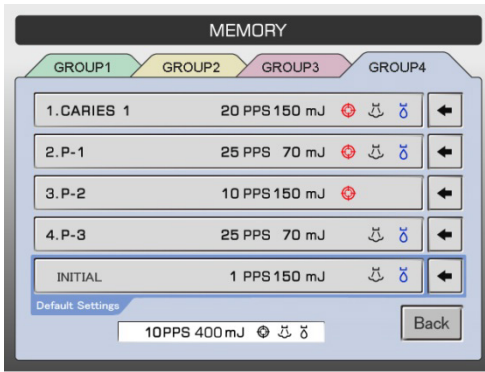 MEMORY
GROUP1 GROUP2 GROUP3 GROUP4
1.CARIES 1 20 PPS 150 mJ
2.P-1 25 PPS 70 mJ
3.P-2 10 PPS 150 mJ
4.P-3 25 PPS 70 mJ
INITIAL 1 PPS 150 mJ
Default Settings
10PPS 400mJ
Back